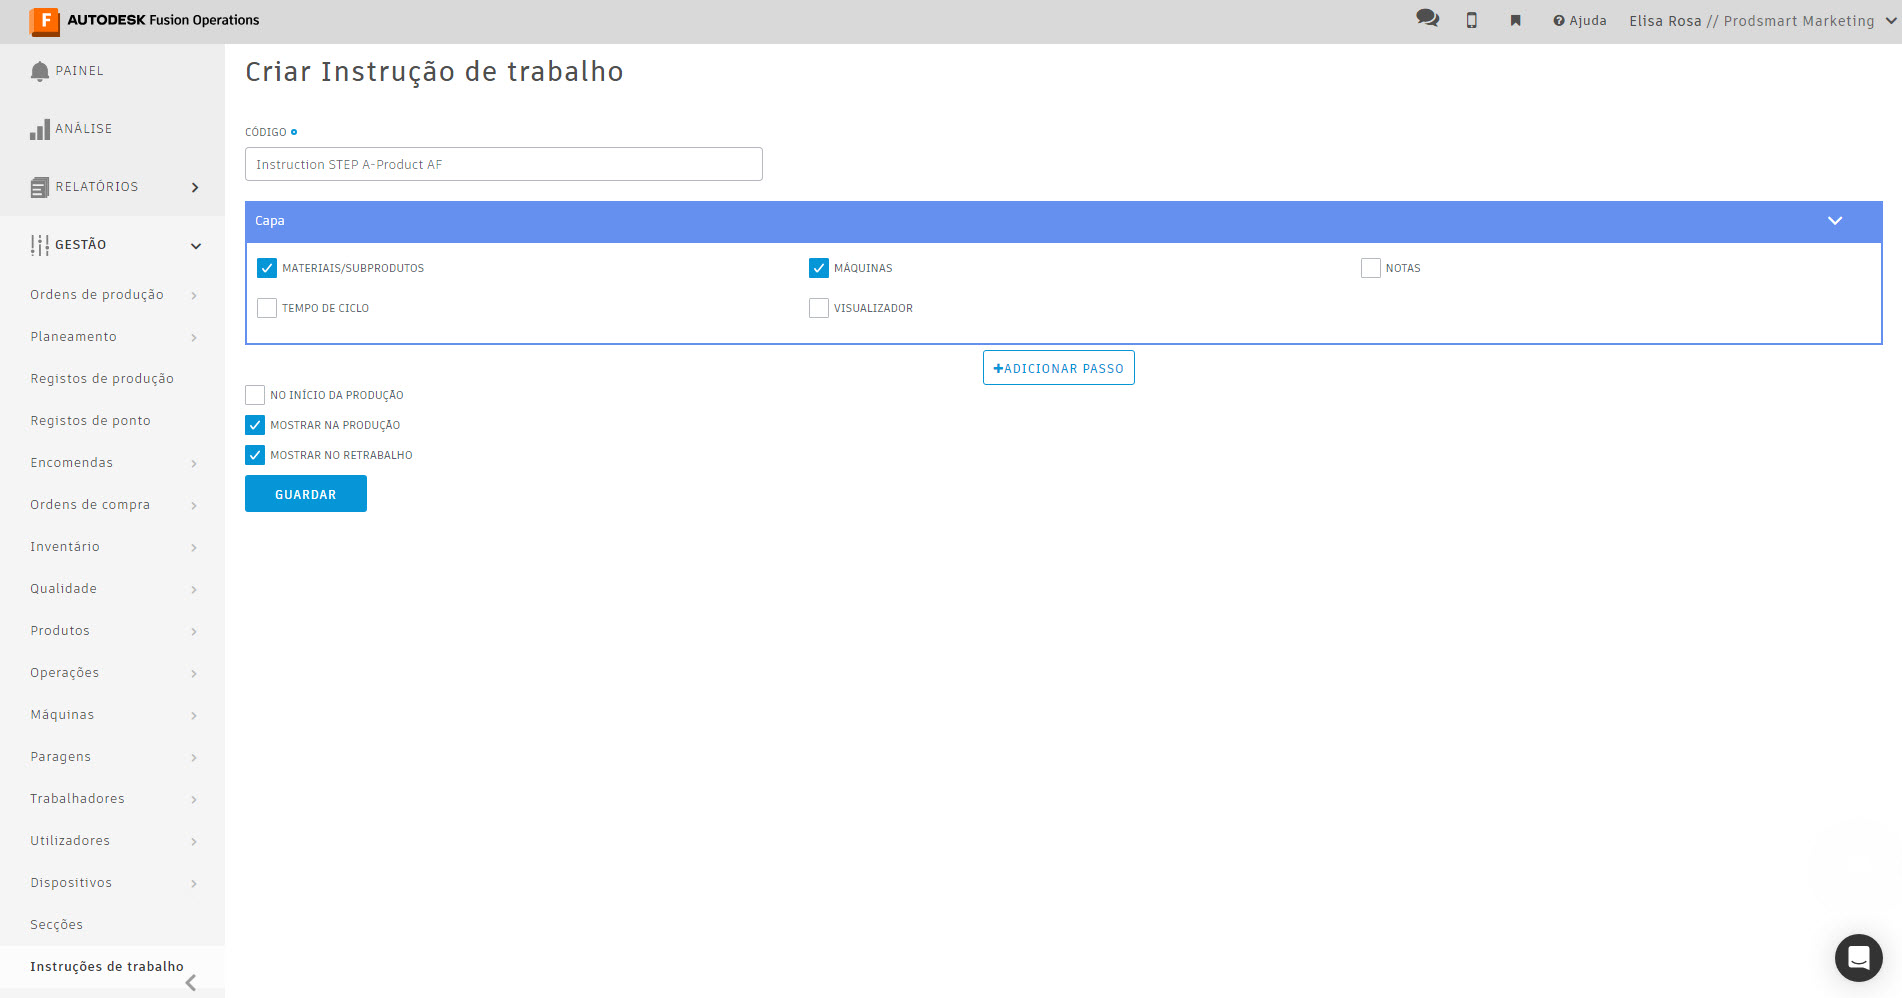 F AUTODESK Fusion Operations
Ajuda
Elisa Rosa // Prodsmart Marketing
PAINEL
ANÁLISE
RELATÓRIOS
GESTÃO
Ordens de produção
Planeamento
Registos de produção
Registos de ponto
Encomendas
Ordens de compra
Inventário
Qualidade
Produtos
Operações
Máquinas
Paragens
Trabalhadores
Utilizadores
Dispositivos
Secções
Instruções de trabalho
Criar Instrução de trabalho
CÓDIGO
Instruction STEP A-Product AF
Capa
MATERIAIS/SUBPRODUTOS
MÁQUINAS
NOTAS
TEMPO DE CICLO
VISUALIZADOR
+ADICIONAR PASSO
NO INÍCIO DA PRODUÇÃO
MOSTRAR NA PRODUÇÃO
MOSTRAR NO RETRABALHO
GUARDAR